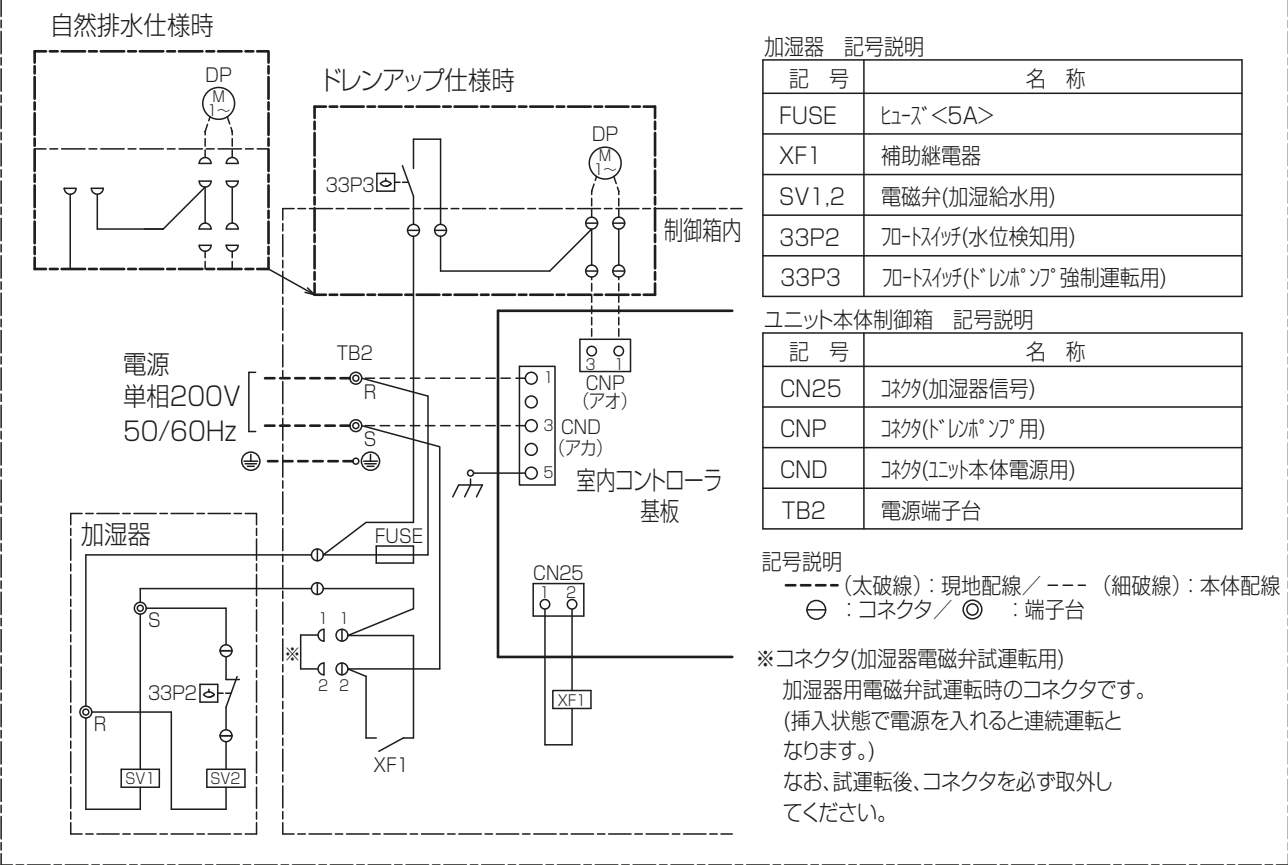 自然排水仕様時
DP
M
1～
ドレンアップ仕様時
DP
M
1～
33P3
制御箱内
電源
単相200V
50/60Hz
TB2
R
S
3 1
CNP
(アオ)
1
3
5
CND
(アカ)
室内コントローラ
基板
加湿器
FUSE
S
33P2
R
SV1
SV2
1 1
※
2 2
XF1
CN25
1 2
XF1
加湿器 記号説明
記 号 名 称
FUSE ﾋｭｰｽﾞ<5A>
XF1 補助継電器
SV1,2 電磁弁(加湿給水用)
33P2 ﾌﾛｰﾄｽｲｯﾁ(水位検知用)
33P3 ﾌﾛｰﾄｽｲｯﾁ(ﾄﾞﾚﾝﾎﾟﾝﾌﾟ強制運転用)
ユニット本体制御箱 記号説明
記 号 名 称
CN25 ｺﾈｸﾀ(加湿器信号)
CNP ｺﾈｸﾀ(ﾄﾞﾚﾝﾎﾟﾝﾌﾟ用)
CND ｺﾈｸﾀ(ﾕﾆｯﾄ本体電源用)
TB2 電源端子台
記号説明
(太破線)：現地配線／ (細破線)：本体配線
：コネクタ／ ◎ ：端子台
※コネクタ(加湿器電磁弁試運転用)
加湿器用電磁弁試運転時のコネクタです。
(挿入状態で電源を入れると連続運転と
なります。)
なお、試運転後、コネクタを必ず取外し
てください。